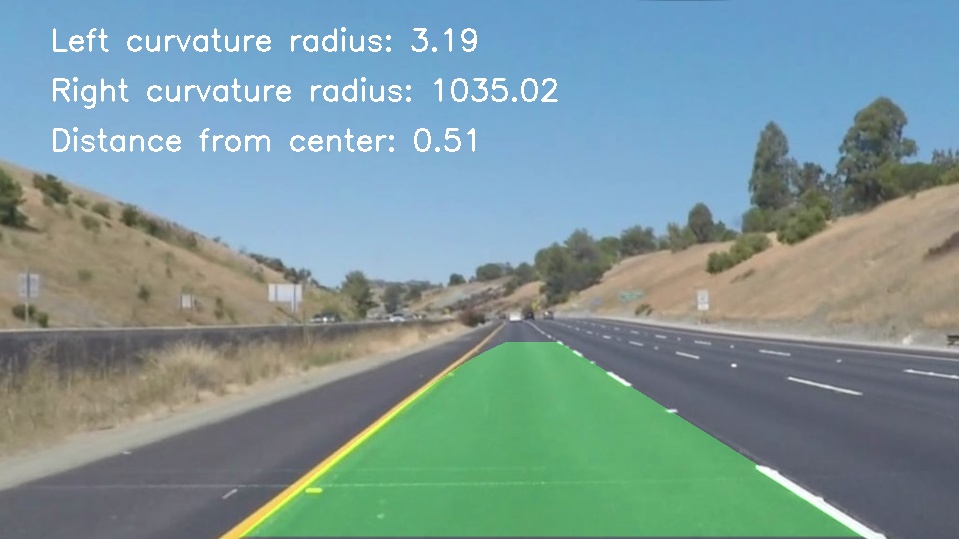 Left curvature radius: 3.19
Right curvature radius: 1035.02
Distance from center: 0.51